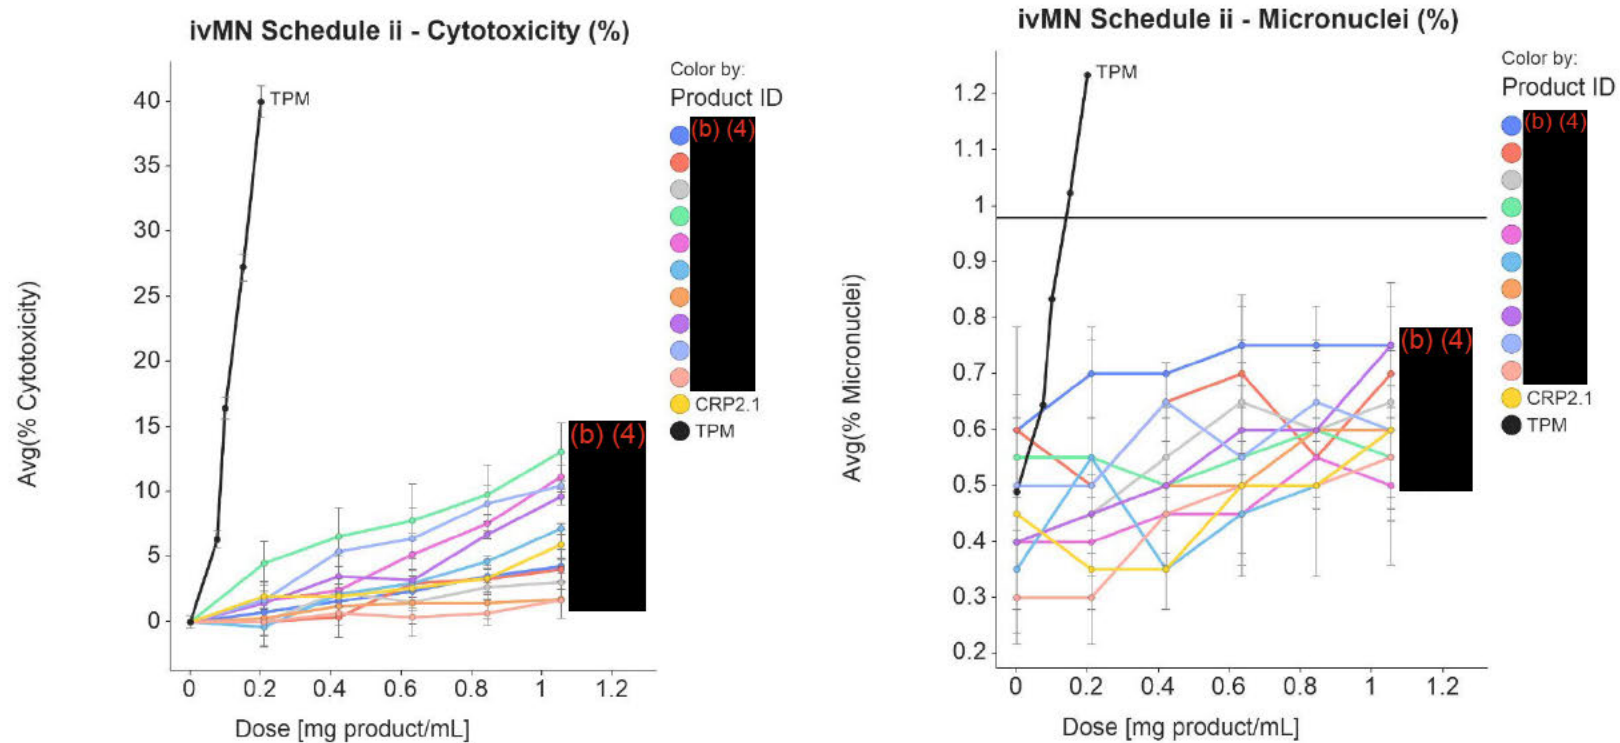 ivMN Schedule ii - Cytotoxicity (%)
Avg(% Cytotoxicity)
40
35
30
25
20
15
10
5
0
TPM
(b) (4)
0 0.2 0.4 0.6 0.8 1 1.2
Dose [mg product/mL]
Color by:
Product ID
(b) (4)
CRP2.1
TPM
ivMN Schedule ii - Micronuclei (%)
Avg(% Micronuclei)
1.2
1.1
1
0.9
0.8
0.7
0.6
0.5
0.4
0.3
0.2
TPM
(b) (4)
0 0.2 0.4 0.6 0.8 1 1.2
Dose [mg product/mL]
Color by:
Product ID
(b) (4)
CRP2.1
TPM